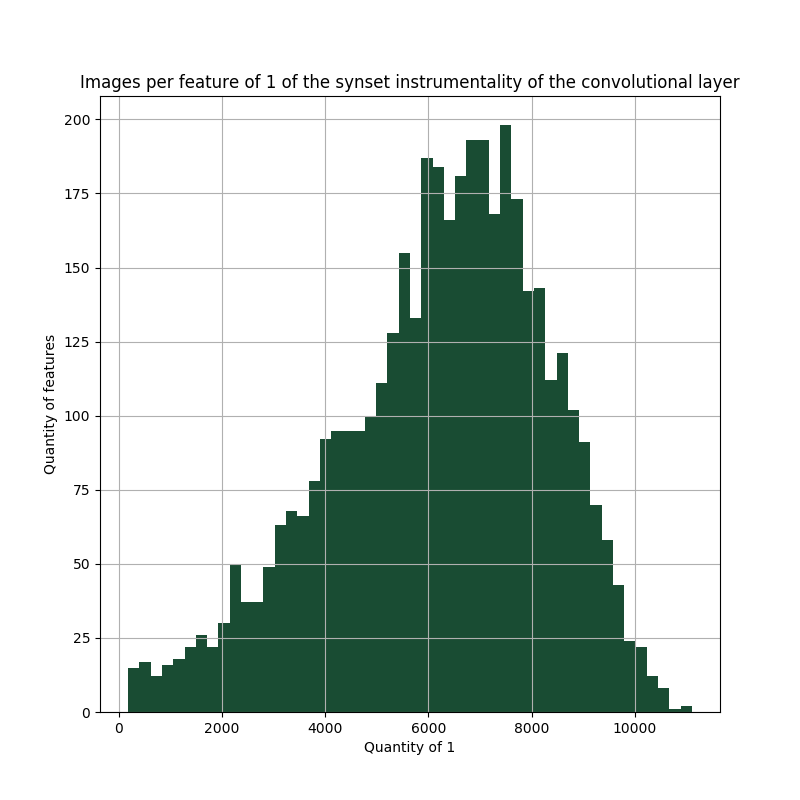 Images per feature of 1 of the synset instrumentality of the convolutional layer
200
175
150
125
100
75
50
25
0
Quantity of features
0 2000 4000 6000 8000 10000
Quantity of 1